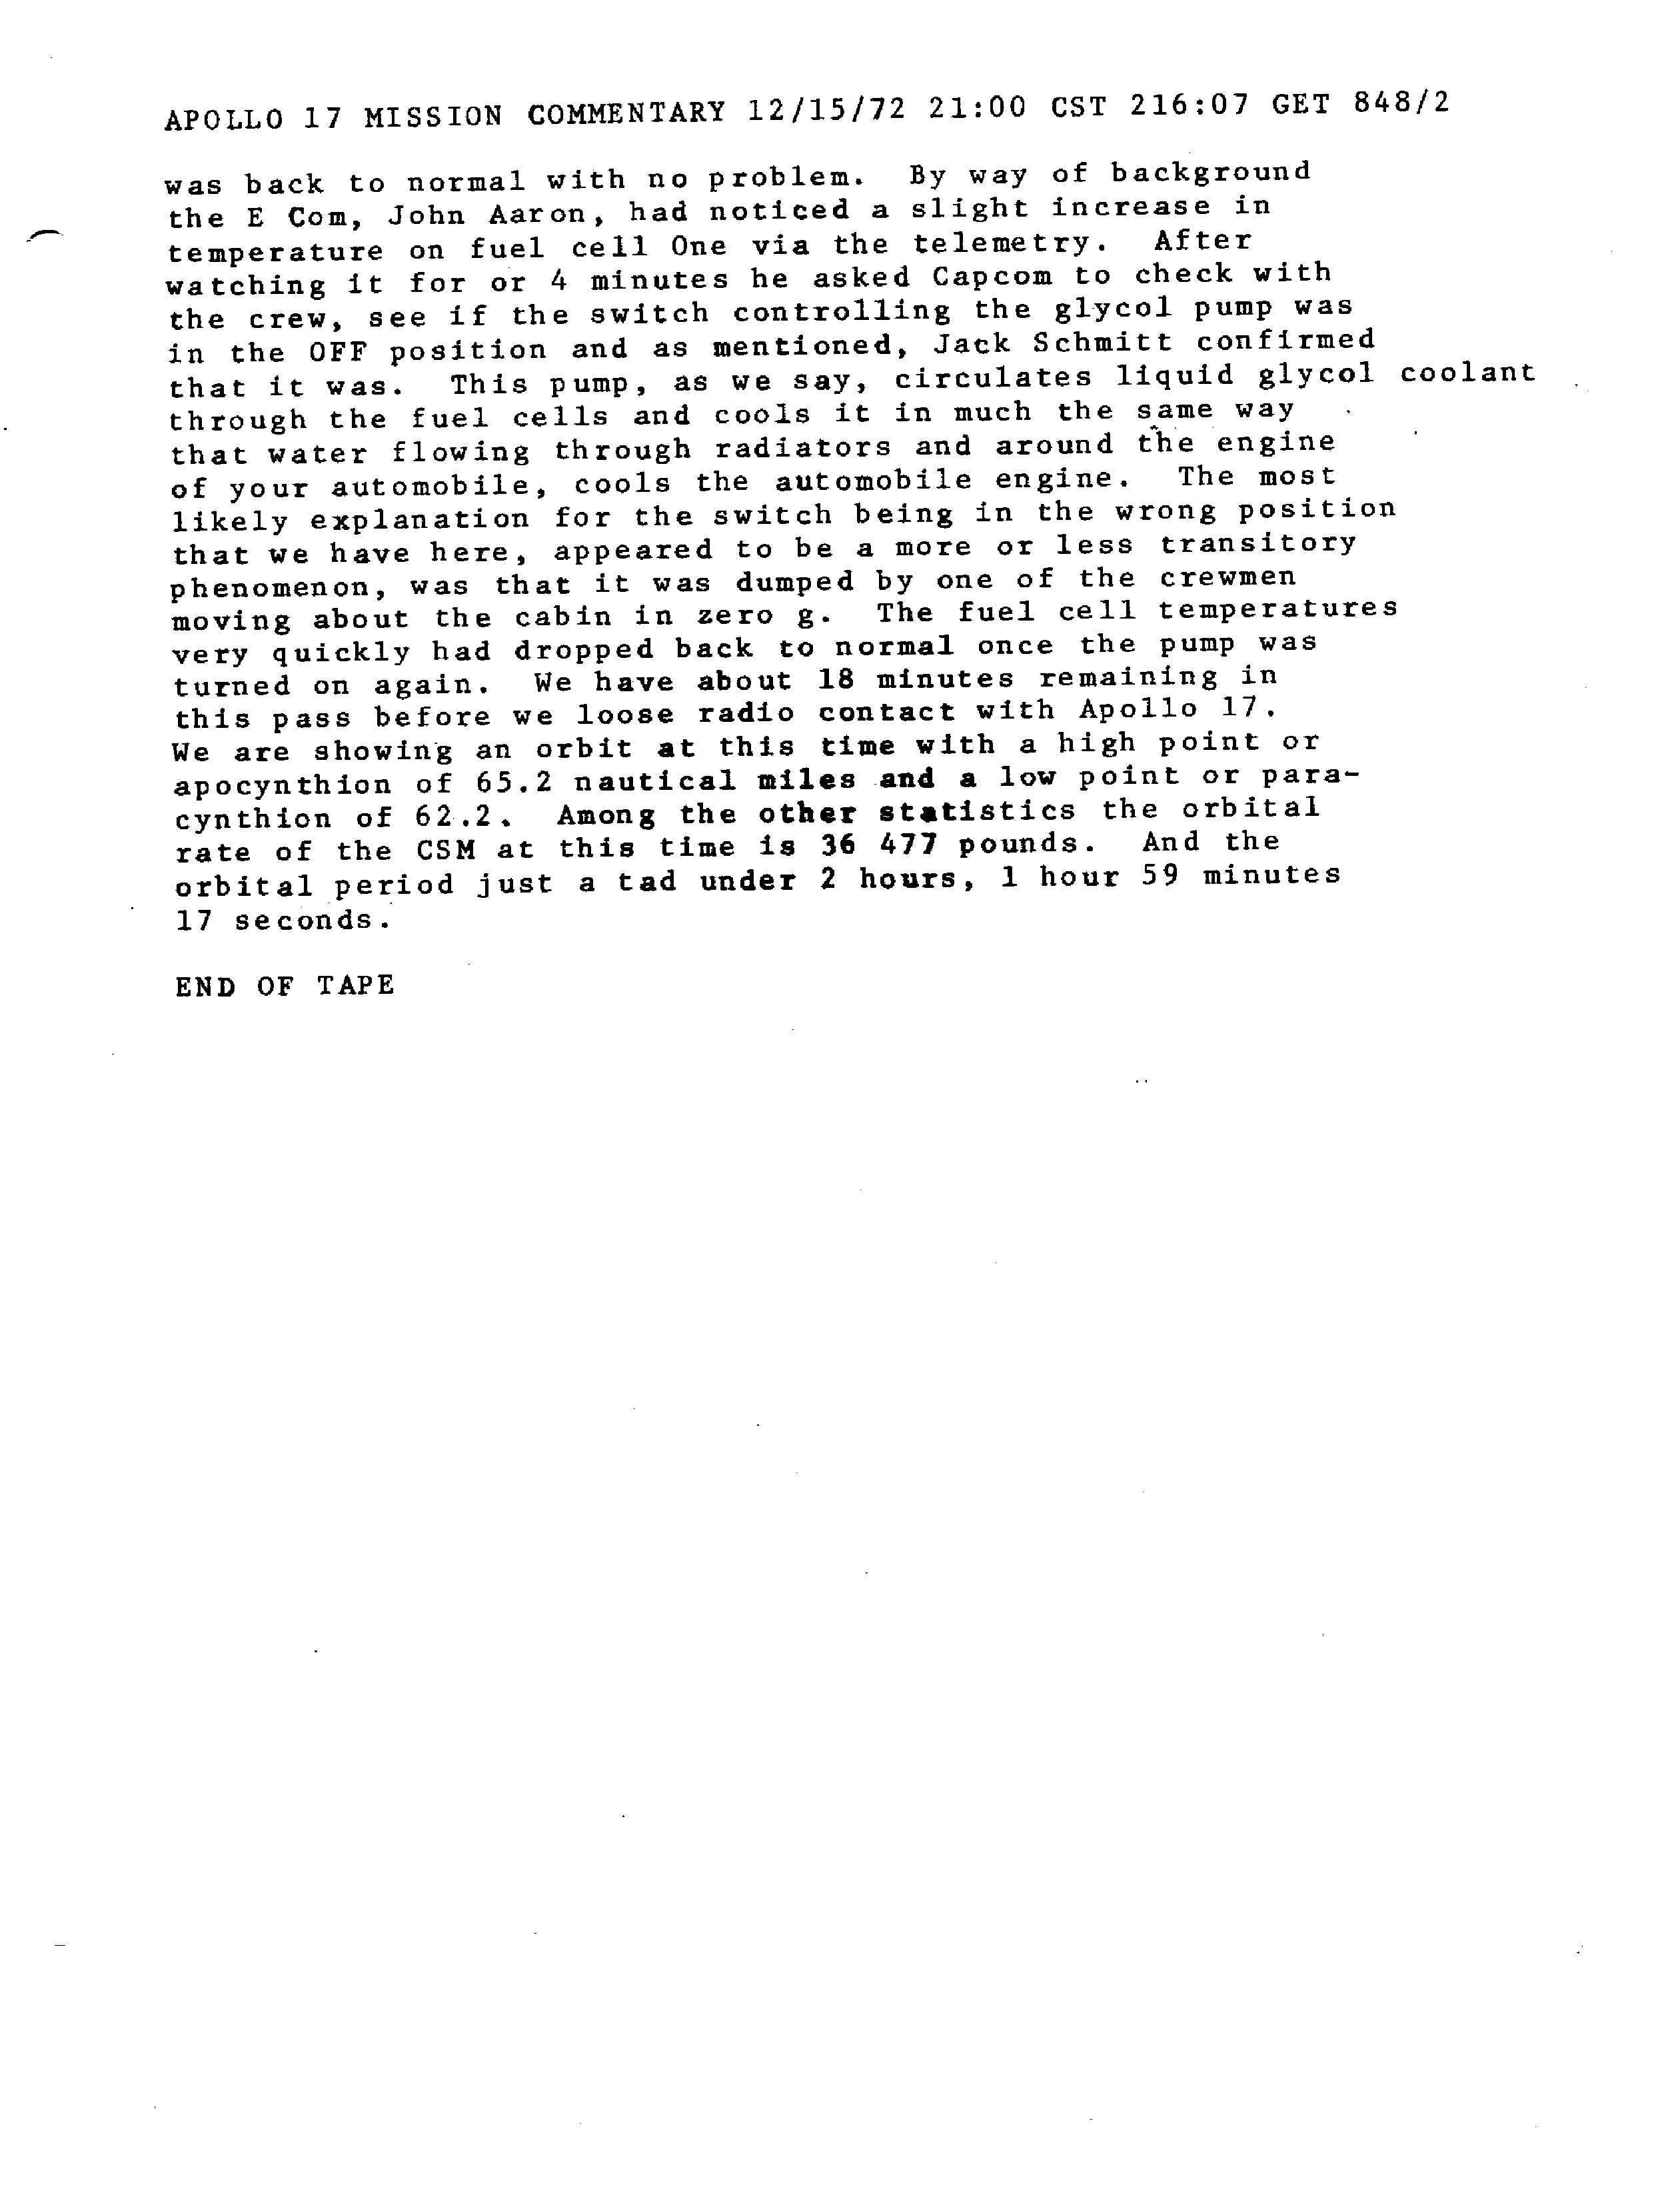 APOLLO 17 MISSION COMMENTARY 12/15/72 21:00 CST 216:07 GET 848/2
was back to normal with no problem. By way of background
the E Com, John Aaron, had noticed a slight increase in
temperature on fuel cell One via the telemetry. After
watching it for or 4 minutes he asked Capcom to check with
the crew, see if the switch controlling the glycol pump was
in the OFF position and as mentioned, Jack Schmitt confirmed
that it was. This pump, as we say, circulates liquid glycol coolant
through the fuel cells and cools it in much the same way
that water flowing through radiators and around the engine
of your automobile, cools the automobile engine. The most
likely explanation for the switch being in the wrong position
that we have here, appeared to be a more or less transitory
phenomenon, was that it was dumped by one of the crewmen
moving about the cabin in zero g. The fuel cell temperatures
very quickly had dropped back to normal once the pump was
turned on again. We have about 18 minutes remaining in
this pass before we loose radio contact with Apollo 17.
We are showing an orbit at this time with a high point or
apocynthion of 65.2 nautical miles and a low point or para-
cynthion of 62.2. Among the other statistics the orbital
rate of the CSM at this time is 36 477 pounds. And the
orbital period just a tad under 2 hours, 1 hour 59 minutes
17 seconds.
END OF TAPE